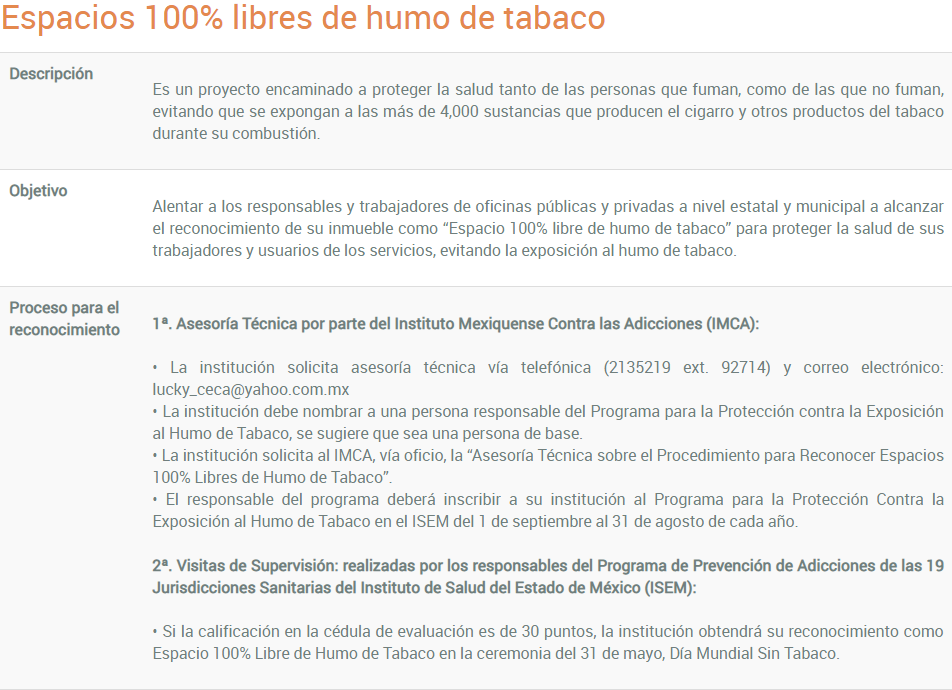 Espacios 100% libres de humo de tabaco
Descripción
Es un proyecto encaminado a proteger la salud tanto de las personas que fuman, como de las que no fuman,
evitando que se expongan a las más de 4,000 sustancias que producen el cigarro y otros productos del tabaco
durante su combustión.
Objetivo
Alentar a los responsables y trabajadores de oficinas públicas y privadas a nivel estatal y municipal a alcanzar
el reconocimiento de su inmueble como “Espacio 100% libre de humo de tabaco” para proteger la salud de sus
trabajadores y usuarios de los servicios, evitando la exposición al humo de tabaco.
Proceso para el
reconocimiento
1ª. Asesoría Técnica por parte del Instituto Mexiquense Contra las Adicciones (IMCA):
• La institución solicita asesoría técnica vía telefónica (2135219 ext. 92714) y correo electrónico:
lucky_ceca@yahoo.com.mx
• La institución debe nombrar a una persona responsable del Programa para la Protección contra la Exposición
al Humo de Tabaco, se sugiere que sea una persona de base.
• La institución solicita al IMCA, vía oficio, la “Asesoría Técnica sobre el Procedimiento para Reconocer Espacios
100% Libres de Humo de Tabaco”.
• El responsable del programa deberá inscribir a su institución al Programa para la Protección Contra la
Exposición al Humo de Tabaco en el ISEM del 1 de septiembre al 31 de agosto de cada año.
2ª. Visitas de Supervisión: realizadas por los responsables del Programa de Prevención de Adicciones de las 19
Jurisdicciones Sanitarias del Instituto de Salud del Estado de México (ISEM):
• Si la calificación en la cédula de evaluación es de 30 puntos, la institución obtendrá su reconocimiento como
Espacio 100% Libre de Humo de Tabaco en la ceremonia del 31 de mayo, Día Mundial Sin Tabaco.